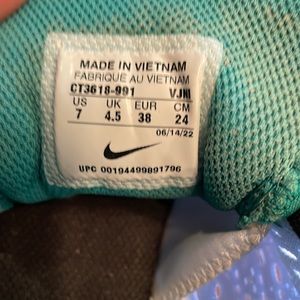 MADE IN VIETNAM
FABRIQUE AU VIETNAM
CT3618-991 VJNI
US UK EUR CM
7 4.5 38 24
06/14/22
UPC 00194499891796